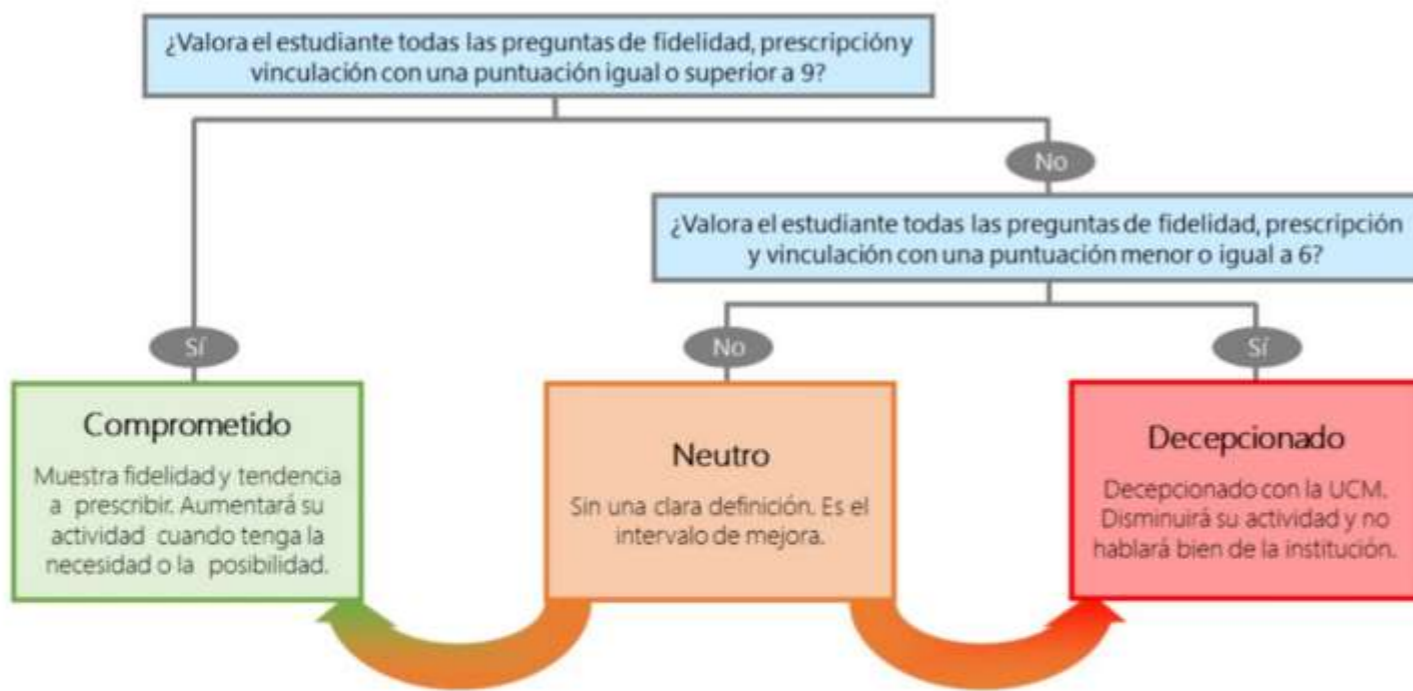 ¿Valora el estudiante todas las preguntas de fidelidad, prescripción y
vinculación con una puntuación igual o superior a 9?
No
¿Valora el estudiante todas las preguntas de fidelidad, prescripción
y vinculación con una puntuación menor o igual a 6?
Sí
No
Sí
Comprometido
Muestra fidelidad y tendencia
a prescribir. Aumentará su
actividad cuando tenga la
necesidad o la posibilidad.
Neutro
Sin una clara definición. Es el
intervalo de mejora.
Decepcionado
Decepcionado con la UCM.
Disminuirá su actividad y no
hablará bien de la institución.